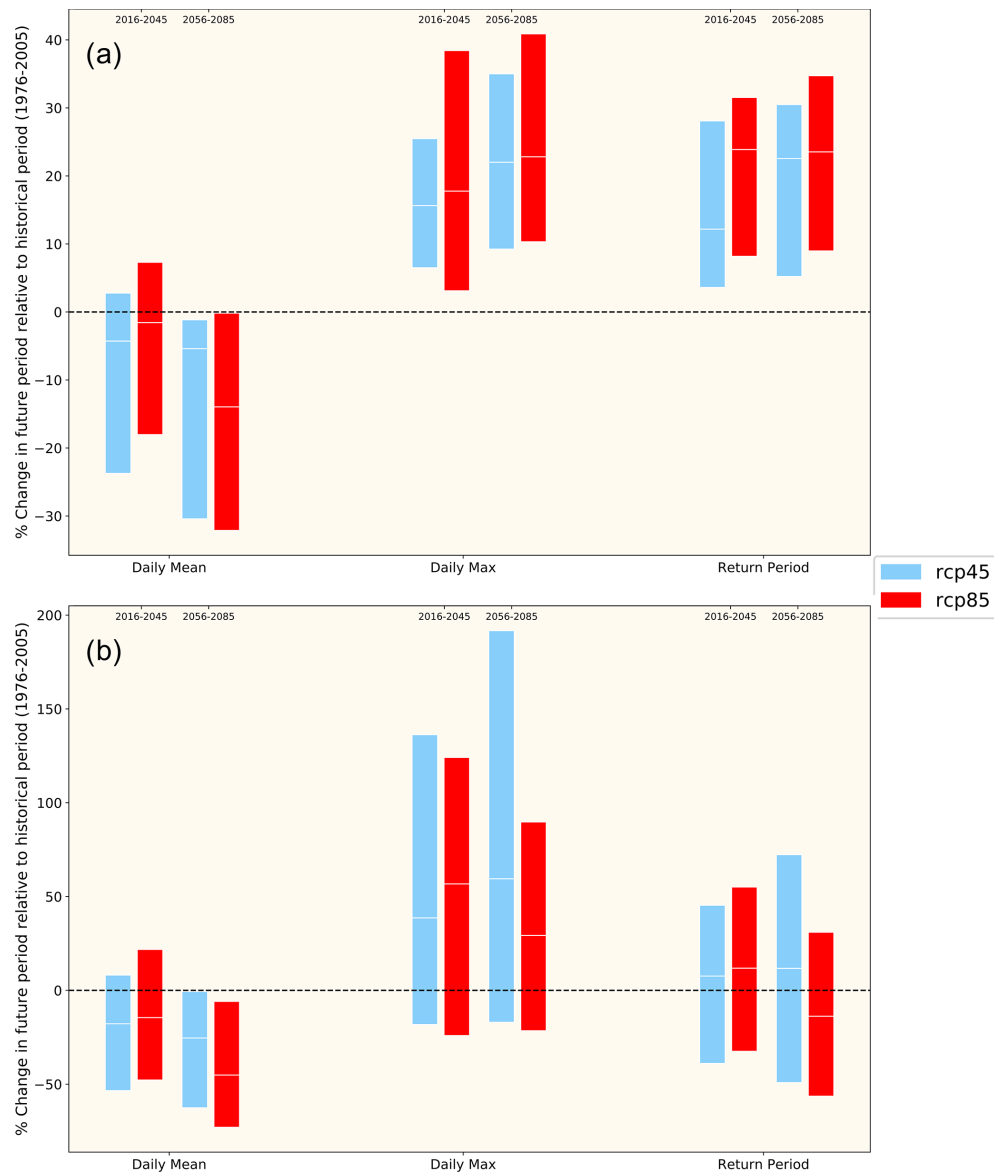 2016-2045 2056-2085 2016-2045 2056-2085 2016-2045 2056-2085
(a)
% Change in future period relative to historical period (1976-2005)
40
30
20
10
0
−10
−20
−30
Daily Mean Daily Max Return Period
rcp45
rcp85
2016-2045 2056-2085 2016-2045 2056-2085 2016-2045 2056-2085
(b)
% Change in future period relative to historical period (1976-2005)
200
150
100
50
0
−50
Daily Mean Daily Max Return Period